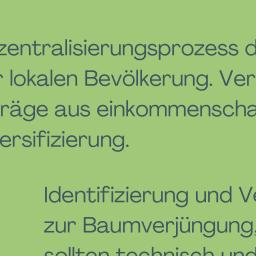 zentralisierungsprozess d
r lokalen Bevölkerung. Ver
räge aus einkommenscha
ersifizierung.
Identifizierung und Ve
zur Baumverjüngung,
sollten technisch und